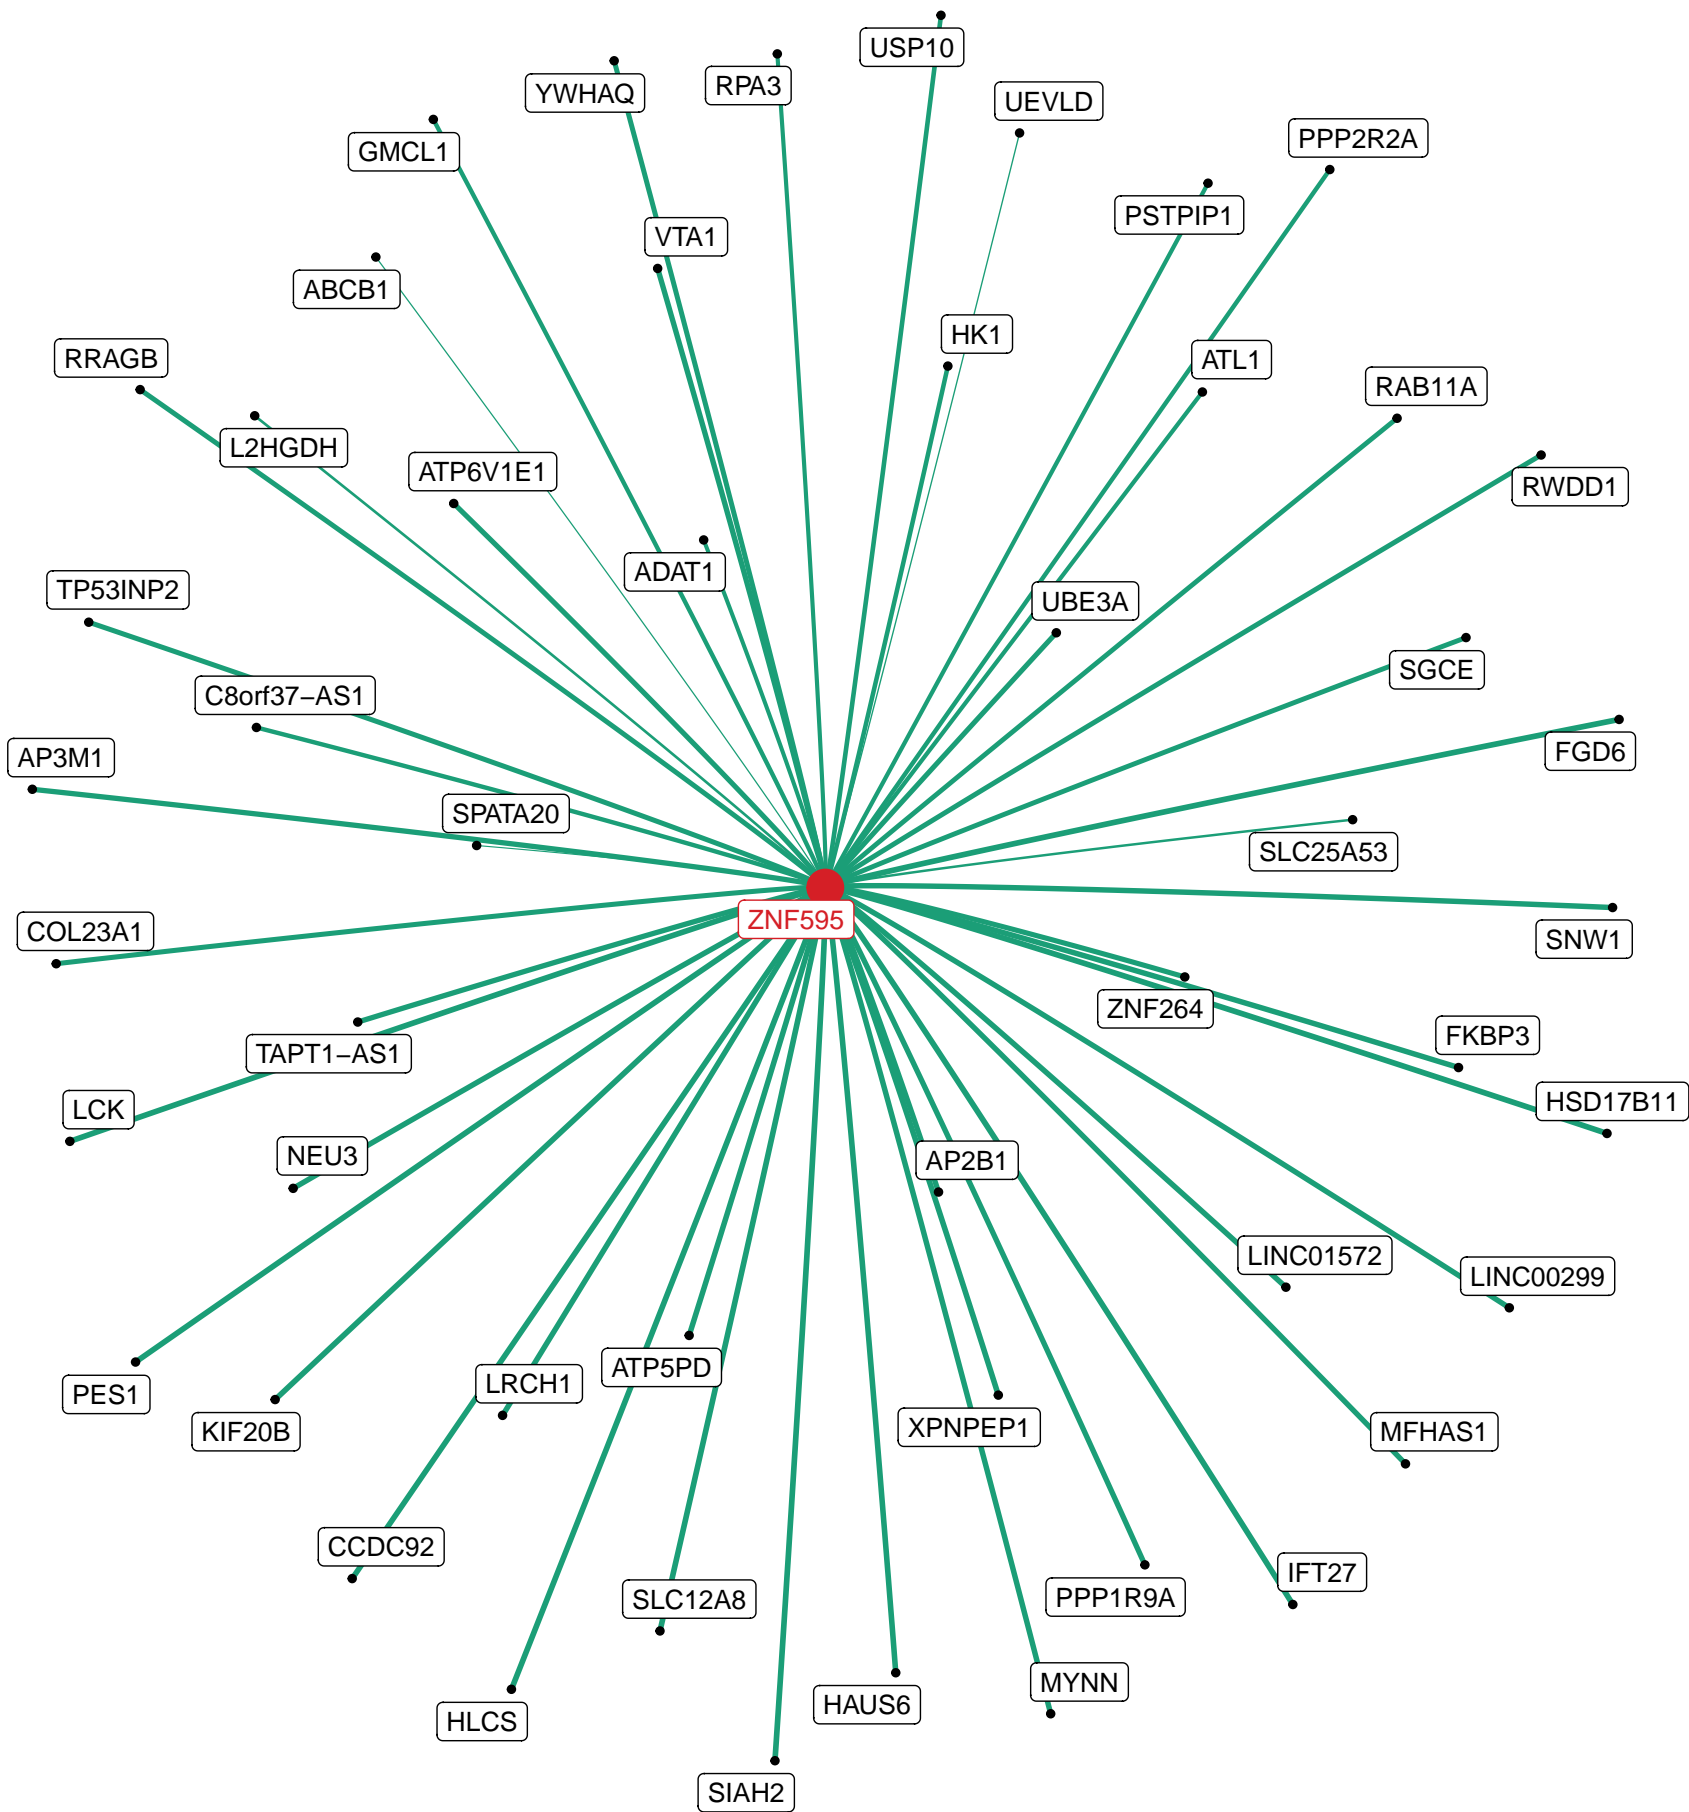 USP10
YWHAQ
RPA3
UEVLD
PPP2R2A
GMCL1
PSTPIP1
VTA1
ABCB1
HK1
RRAGB
ATL1
RAB11A
L2HGDH
ATP6V1E1
RWDD1
ADAT1
TP53INP2
UBE3A
SGCE
C8orf37–AS1
AP3M1
FGD6
SPATA20
SLC25A53
ZNF595
COL23A1
SNW1
ZNF264
FKBP3
TAPT1–AS1
HSD17B11
LCK
NEU3
AP2B1
LINC01572
LINC00299
ATP5PD
LRCH1
PES1
KIF20B
XPNPEP1
MFHAS1
CCDC92
IFT27
SLC12A8
PPP1R9A
MYNN
HAUS6
HLCS
SIAH2